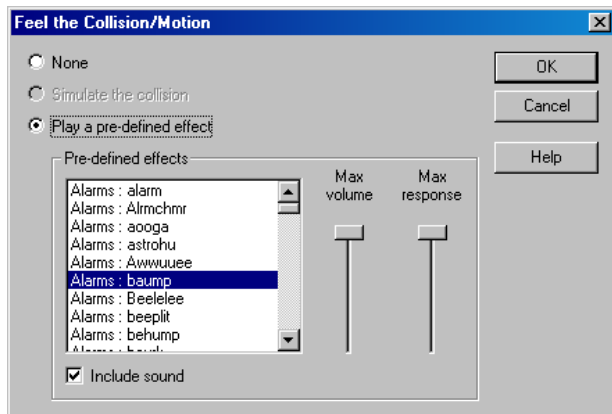 Feel the Collision/Motion
None
Simulate the collision
Play a pre-defined effect
OK
Cancel
Help
Pre-defined effects
Alarms : alarm
Alarms : Alrmchmr
Alarms : aooga
Alarms : astrohu
Alarms : Awwuuee
Alarms : baump
Alarms : Beelelee
Alarms : beeplit
Alarms : behump
Alarms :
Max
volume
Max
response
Include sound